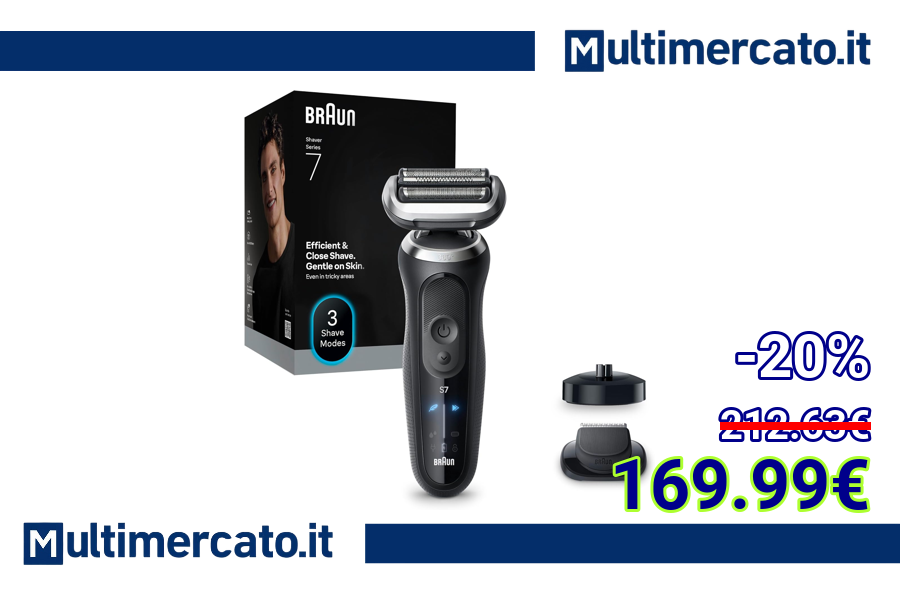 Multimercato.it
BRAUN
Shaver
Series
7
Efficient &
Close Shave.
Gentle on Skin.
Even in tricky areas
3
Shave
Modes
S7
BRAUN
-20%
212.63€
169.99€
Multimercato.it